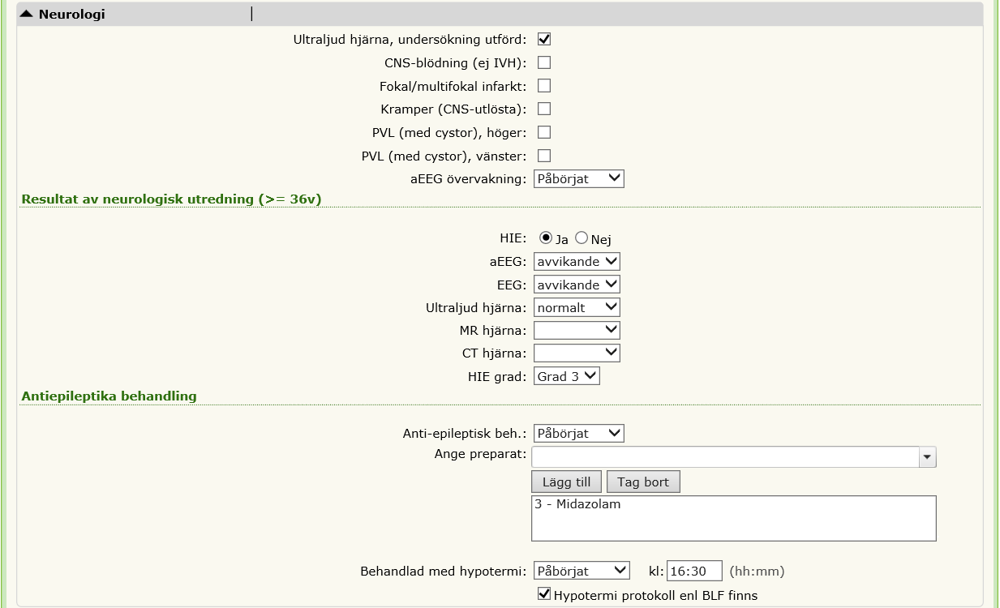 Neurologi
Ultraljud hjärna, undersökning utförd:
CNS-blödning (ej IVH):
Fokal/multifokal infarkt:
Kramper (CNS-utlösta):
PVL (med cystor), höger:
PVL (med cystor), vänster:
aEEG övervakning: Påbörjat
Resultat av neurologisk utredning (>= 36v)
HIE: Ja Nej
aEEG: avvikande
EEG: avvikande
Ultraljud hjärna: normalt
MR hjärna:
CT hjärna:
HIE grad: Grad 3
Antiepileptika behandling
Anti-epileptisk beh.: Påbörjat
Ange preparat:
Lägg till Tag bort
3 - Midazolam
Behandlad med hypotermi: Påbörjat kl: 16:30 (hh:mm)
Hypotermi protokoll enl BLF finns